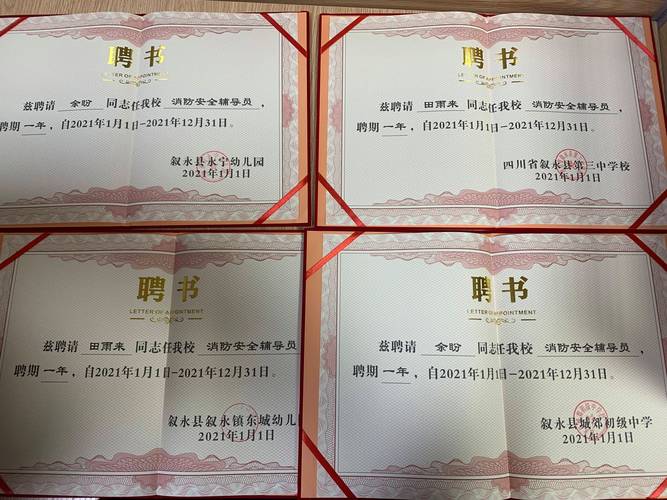 聘书
LETTER OF APPOINTMENT
兹聘请 余盼 同志任我校 消防安全辅导员，
聘期一年，自2021年1月1日-2021年12月31日。
叙永县永宁幼儿园
2021年1月1日
聘书
LETTER OF APPOINTMENT
兹聘请 田雨来 同志任我校 消防安全辅导员，
聘期一年，自2021年1月1日-2021年12月31日。
四川省叙永县第三中学校
2021年1月1日
聘书
LETTER OF APPOINTMENT
兹聘请 田雨来 同志任我校 消防安全辅导员
聘期一年，自2021年1月1日-2021年12月31日。
叙永县叙永镇东城幼儿
2021年1月1日
聘书
LETTER OF APPOINTMENT
兹聘请 余盼 同志任我校 消防安全辅导员，
聘期一年，自2021年1月1日-2021年12月31日。
叙永县城郊初级中学
2021年1月1日